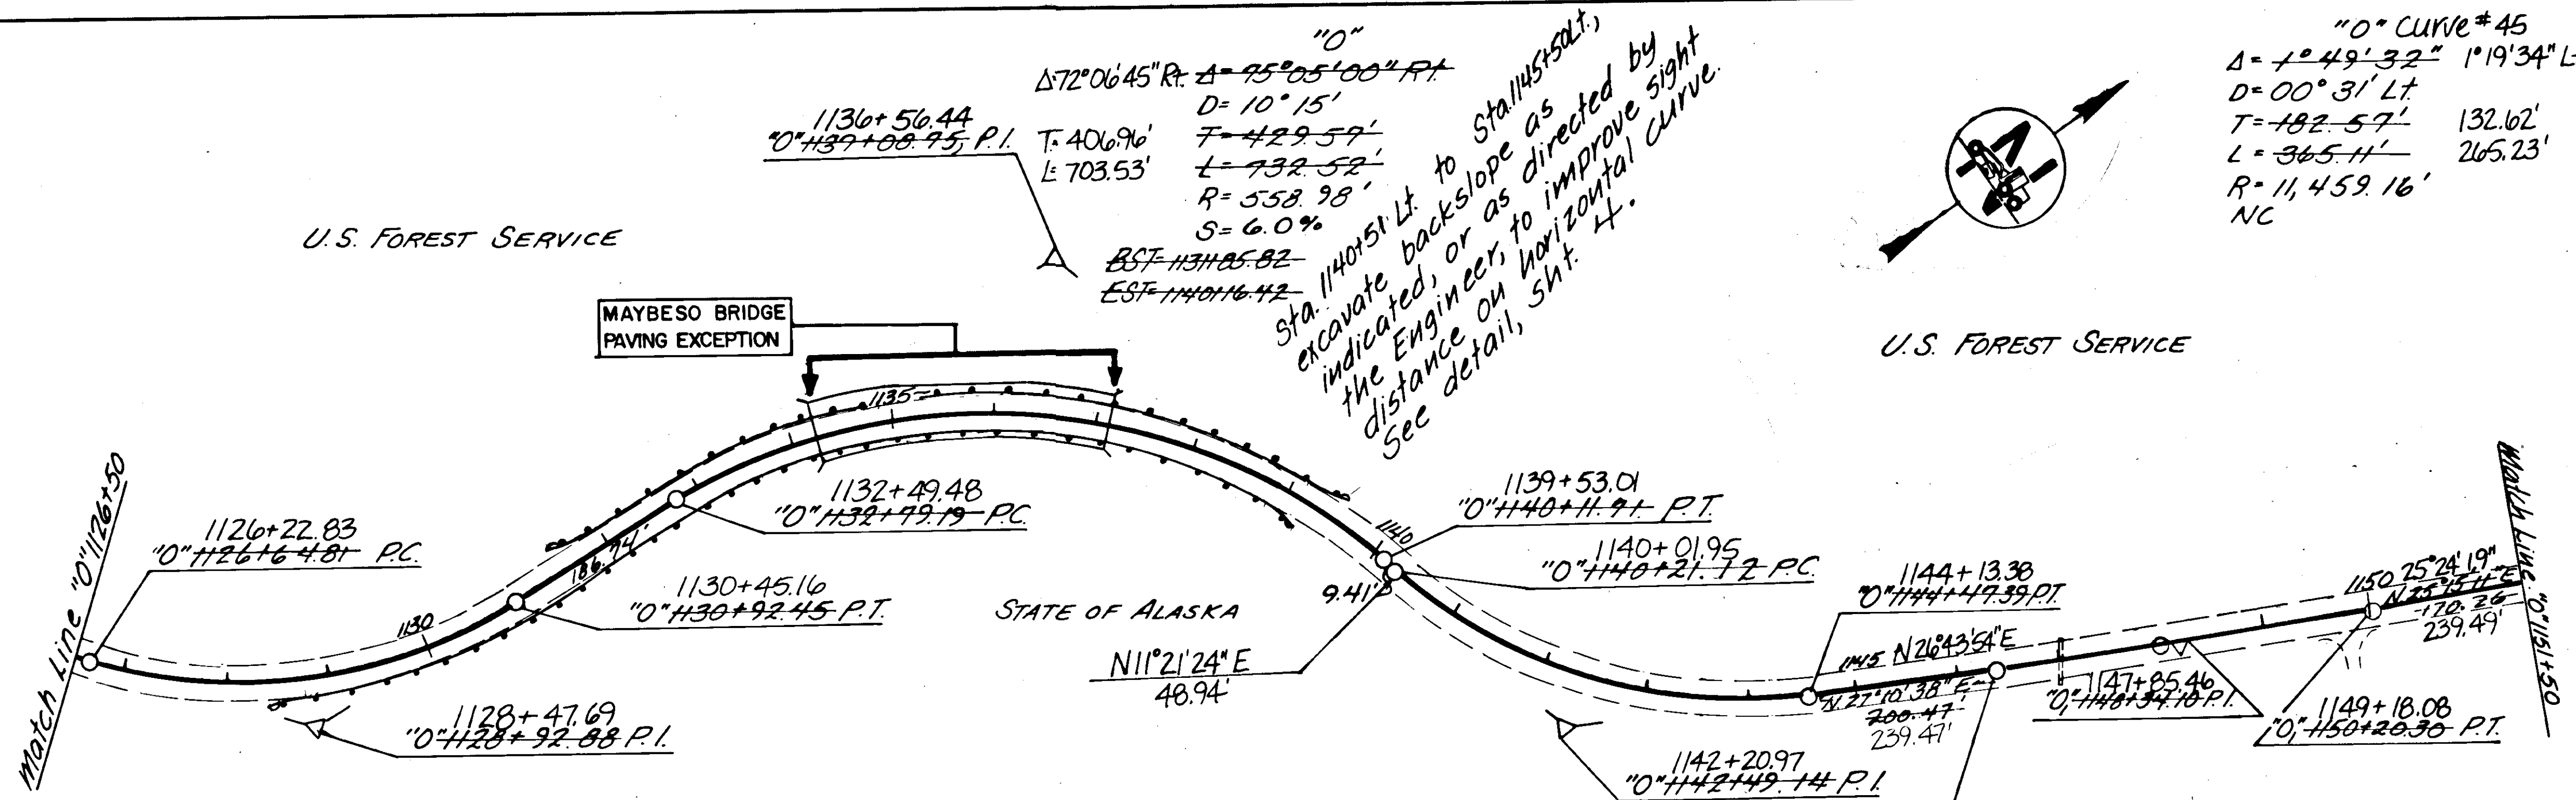 "O"
Δ 72°06'45" Rt. Δ= 75°05'00" Rt.
D= 10°15'
T= 406.96' T= 429.57'
L= 703.53' L= 732.52'
R= 558.98'
S= 6.0%
BST= 1131+85.82
EST= 1140+16.42
1136+56.44
"O" 1137+08.75, P.I.
Sta. 1140+51 Lt. to Sta. 1145+50 Lt.,
excavate backslope as
indicated, or as directed by
the Engineer, to improve sight
distance on horizontal curve.
See detail, sht. 4.
"O" Curve #45
Δ= 1°49'32" 1°19'34" L
D= 00°31' Lt.
T= 182.57' 132.62'
L= 365.11' 265.23'
R= 11,459.16'
NC
U.S. FOREST SERVICE
U.S. FOREST SERVICE
MAYBESO BRIDGE
PAVING EXCEPTION
1135
Match Line "O" 1126+50
1126+22.83
"O" 1126+64.81 P.C.
1130
186.74'
1132+49.48
"O" 1132+79.19 P.C.
1130+45.16
"O" 1130+92.45 P.T.
1128+47.69
"O" 1128+92.88 P.I.
STATE OF ALASKA
1139+53.01
"O" 1140+11.71 P.T.
1140
1140+01.95
"O" 1140+21.12 P.C.
9.41'
N11°21'24"E
48.94'
1144+13.38
"O" 1144+47.39 P.T.
1145 N26°43'54"E
N 27°10'38"E
200.47'
239.47'
1142+20.97
"O" 1142+49.14 P.I.
1147+85.46
"O", 1148+34.10 P.I.
1149+18.08
"O", 1150+20.30 P.T.
1150 25°24'19"
N 25°15'11"E
239.49'
Match Line "O" 1151+50